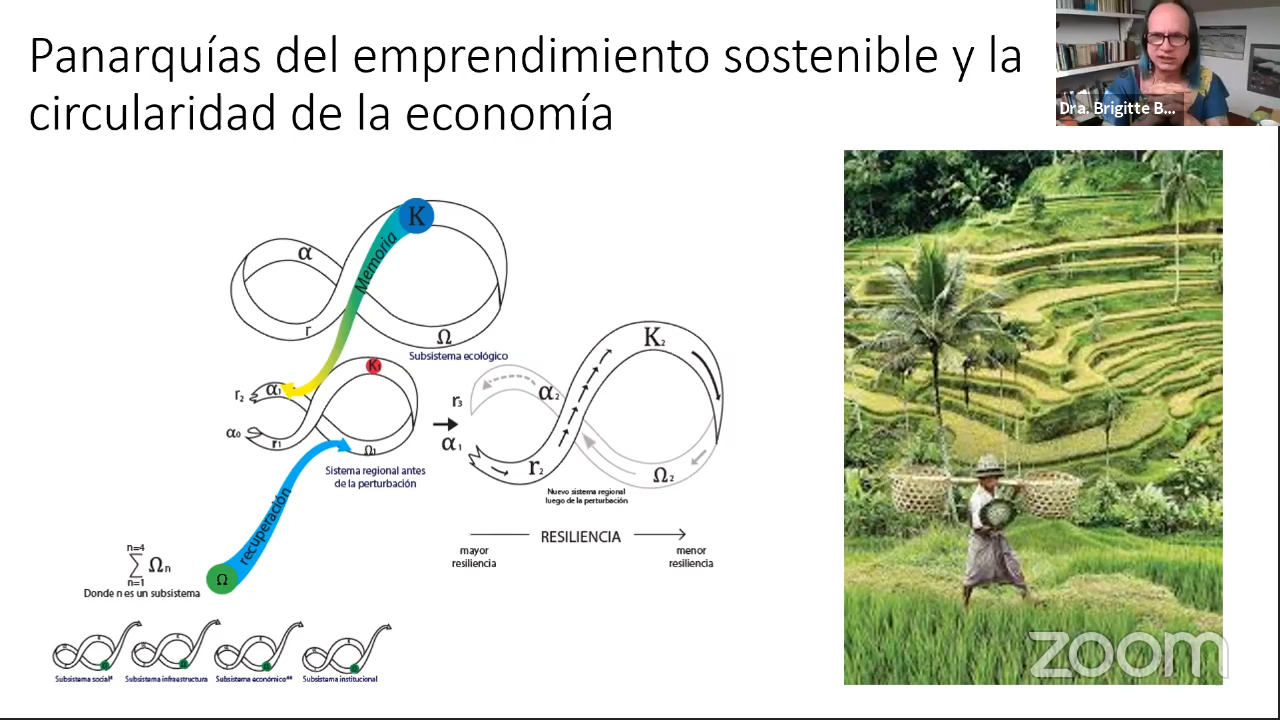 Panarquías del emprendimiento sostenible y la
circularidad de la economía
Dra. Brigitte B...
K
α
Memoria
r
Ω
Subsistema ecológico
K₁
r₂
α₁
α₀
r₁
Ω₁
Sistema regional antes
de la perturbación
recuperación
Ω
n=4
∑ Ωn
n=1
Donde n es un subsistema
K₂
α₂
r₃
α₁
r₂
Ω₂
Nuevo sistema regional
luego de la perturbación
RESILIENCIA
mayor
resiliencia
menor
resiliencia
Subsistema social*
Subsistema infraestructura
Subsistema económico**
Subsistema institucional
zoom